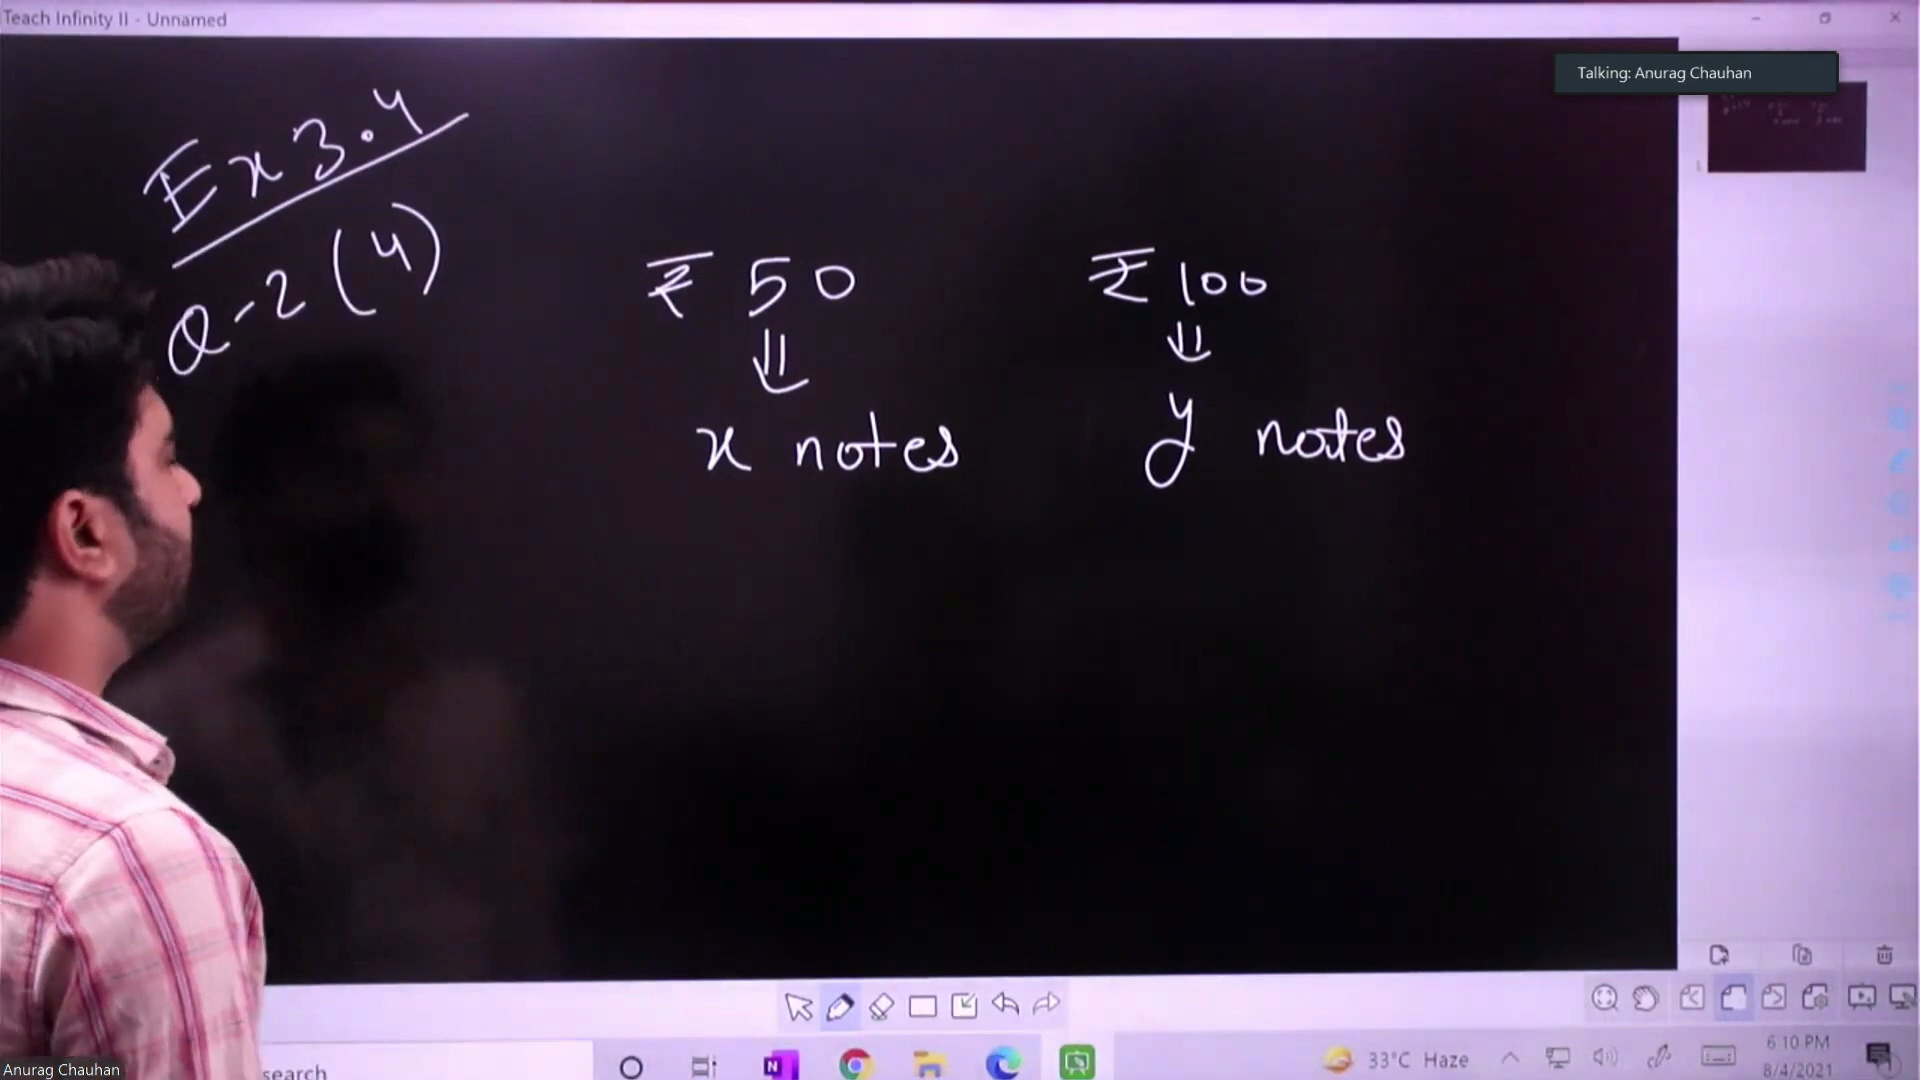 Teach Infinity II - Unnamed
Talking: Anurag Chauhan
Ex 3.4
Q-2 (4)
₹ 50 ₹ 100
x notes y notes
Anurag Chauhan
search
33°C Haze
6:10 PM
8/4/2021